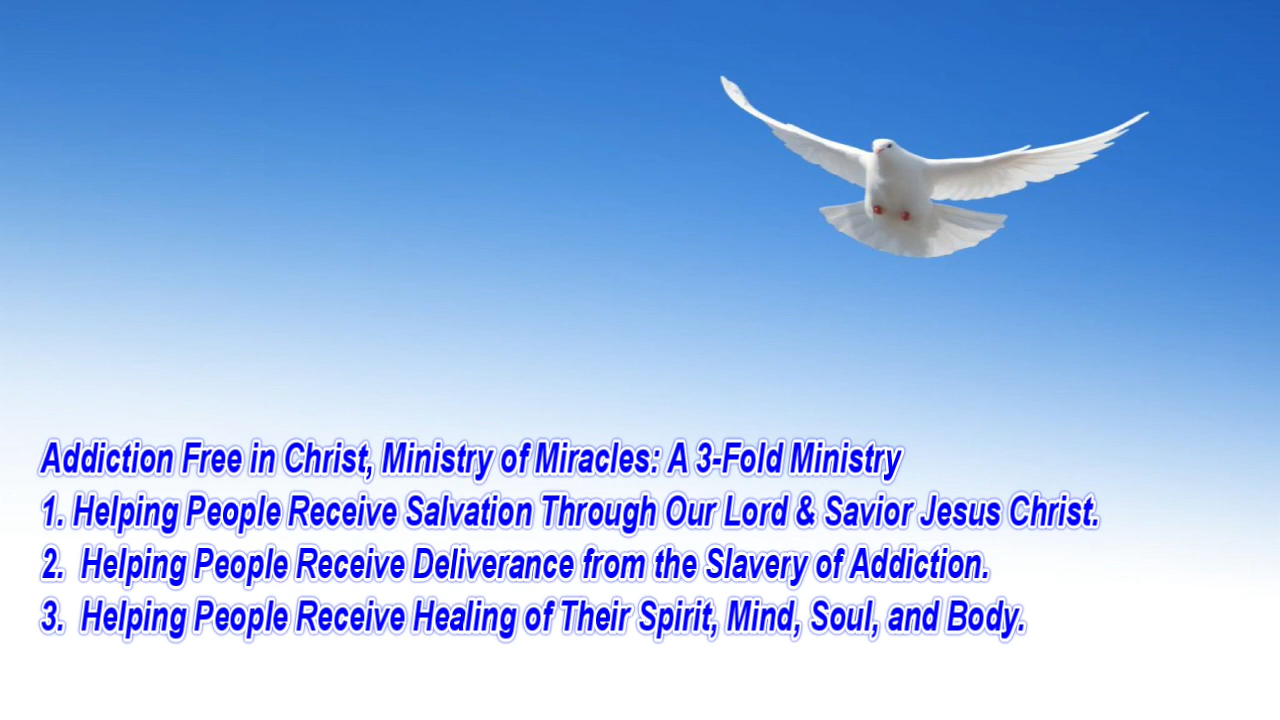 Addiction Free in Christ, Ministry of Miracles: A 3-Fold Ministry
1. Helping People Receive Salvation Through Our Lord & Savior Jesus Christ.
2.  Helping People Receive Deliverance from the Slavery of Addiction.
3.  Helping People Receive Healing of Their Spirit, Mind, Soul, and Body.